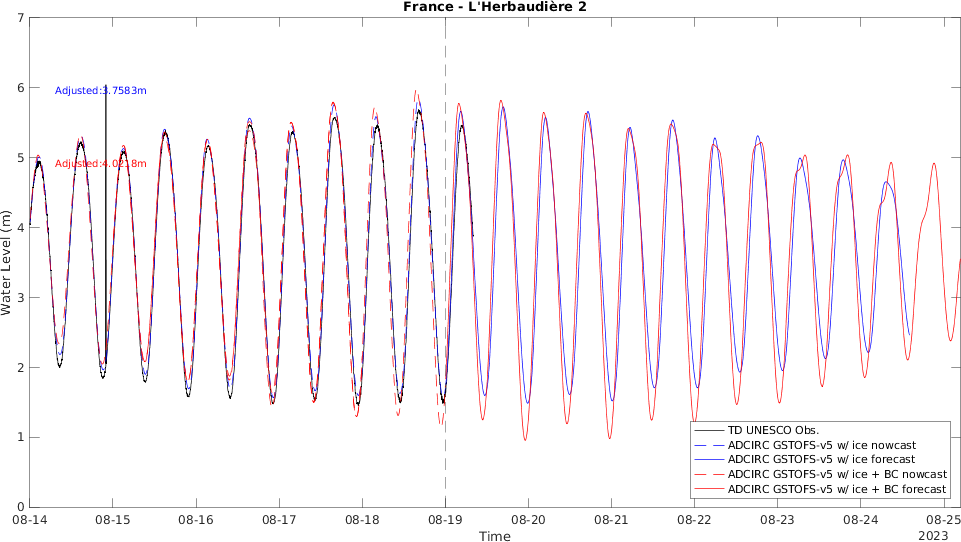 France - L'Herbaudière 2
7
6
5
4
3
2
1
0
Water Level (m)
Adjusted:3.7583m
Adjusted:4.0218m
TD UNESCO Obs.
ADCIRC GSTOFS-v5 w/ ice nowcast
ADCIRC GSTOFS-v5 w/ ice forecast
ADCIRC GSTOFS-v5 w/ ice + BC nowcast
ADCIRC GSTOFS-v5 w/ ice + BC forecast
08-14 08-15 08-16 08-17 08-18 08-19 08-20 08-21 08-22 08-23 08-24 08-25
Time
2023